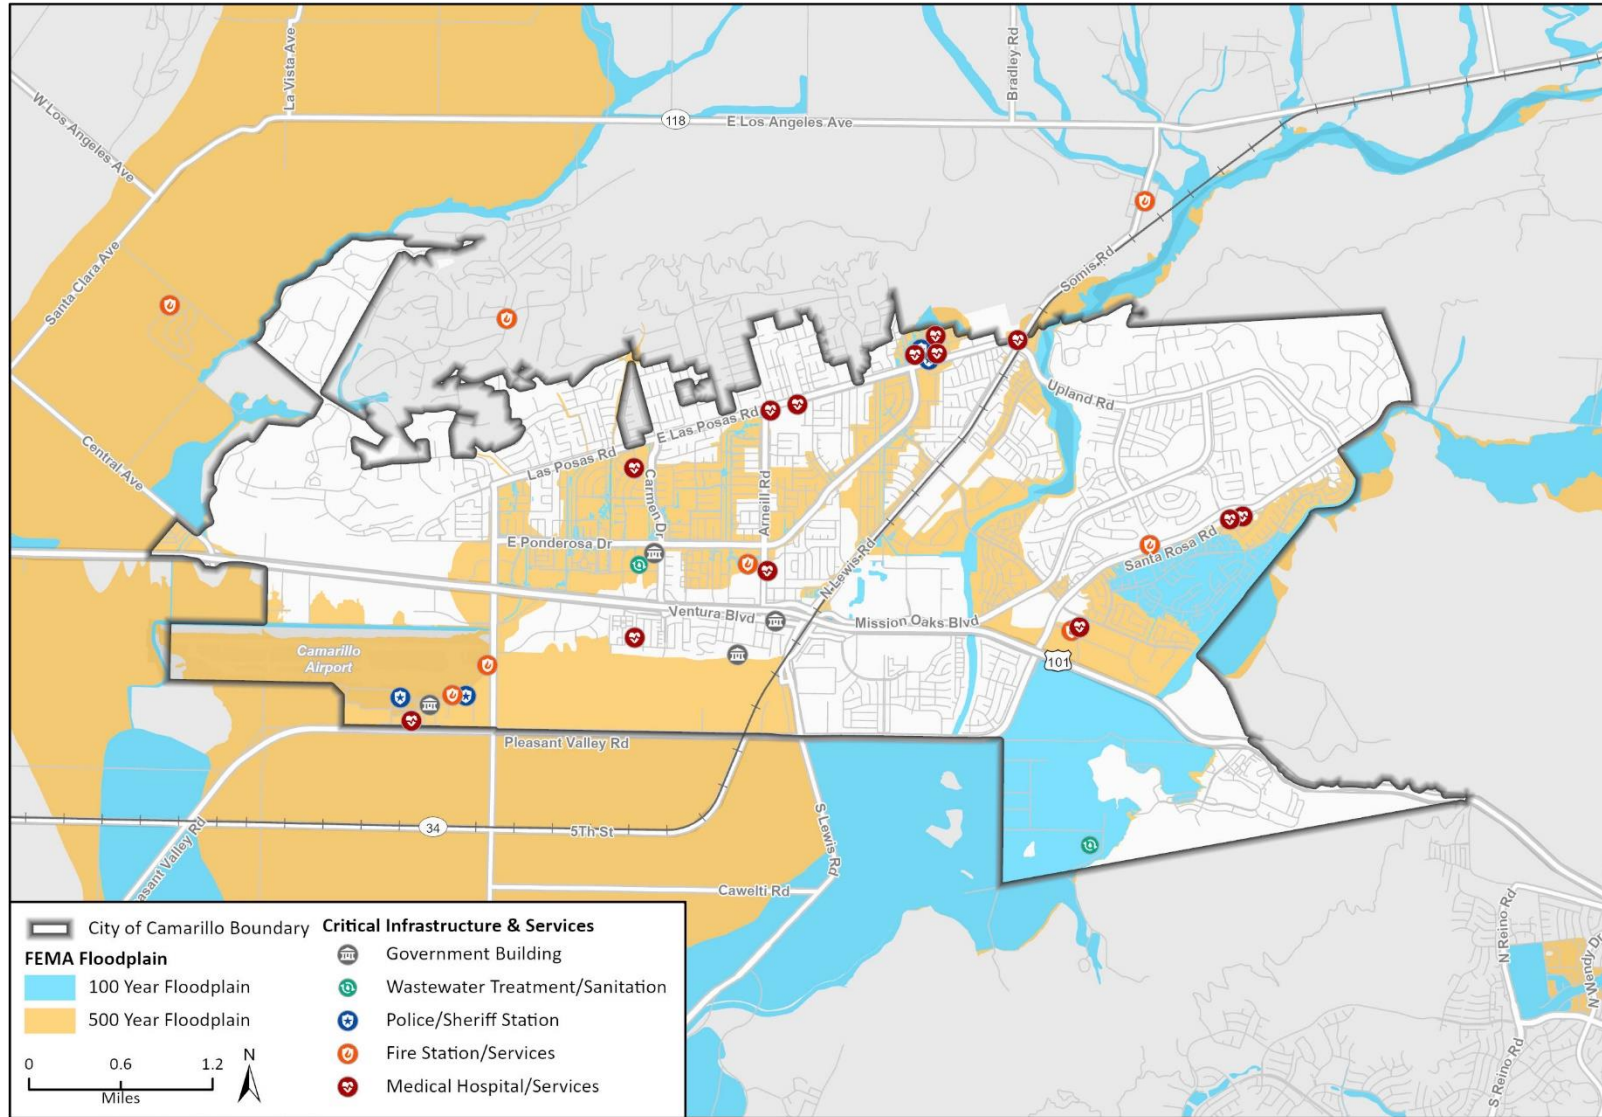 La Vista Ave
Bradley Rd
W Los Angeles Ave
118
E Los Angeles Ave
Santa Clara Ave
Somis Rd
Upland Rd
E Las Posas Rd
Las Posas Rd
Central Ave
Carmen Dr
Arneill Rd
E Ponderosa Dr
Santa Rosa Rd
N Lewis Rd
Ventura Blvd
Mission Oaks Blvd
Camarillo
Airport
101
Pleasant Valley Rd
34
5Th St
S Lewis Rd
asant Valley Rd
Cawelti Rd
N Reino Rd
N Wendy Dr
S Reino Rd
City of Camarillo Boundary
FEMA Floodplain
100 Year Floodplain
500 Year Floodplain
0 0.6 1.2
Miles
N
Critical Infrastructure & Services
Government Building
Wastewater Treatment/Sanitation
Police/Sheriff Station
Fire Station/Services
Medical Hospital/Services